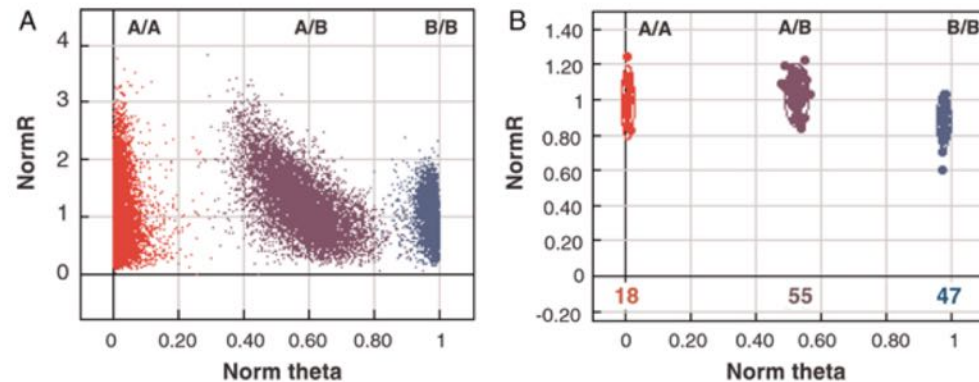 A
A/A A/B B/B
4
3
2
1
0
NormR
0 0.20 0.40 0.60 0.80 1
Norm theta
B
A/A A/B B/B
1.40
1.20
1
0.80
0.60
0.40
0.20
0
-0.20
NormR
18 55 47
0 0.20 0.40 0.60 0.80 1
Norm theta